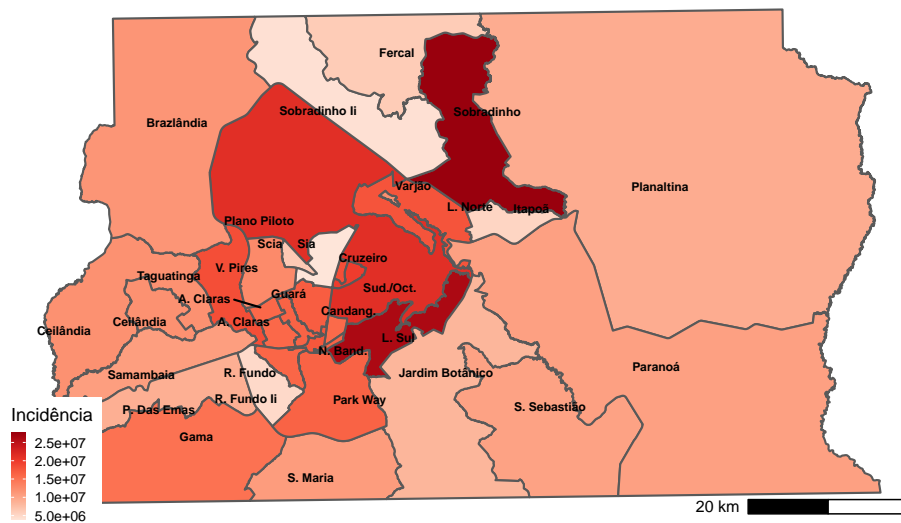 Fercal
Sobradinho Ii
Sobradinho
Brazlândia
Varjão
Planaltina
L. Norte
Itapoã
Plano Piloto
Scia
Sia
Cruzeiro
V. Pires
Taguatinga
Guará
Sud./Oct.
A. Claras
Candang.
Ceilândia
Ceilândia
A. Claras
L. Sul
N. Band.
Samambaia
R. Fundo
Jardim Botânico
Paranoá
R. Fundo Ii
Park Way
P. Das Emas
S. Sebastião
Gama
S. Maria
Incidência
2.5e+07
2.0e+07
1.5e+07
1.0e+07
5.0e+06
20 km